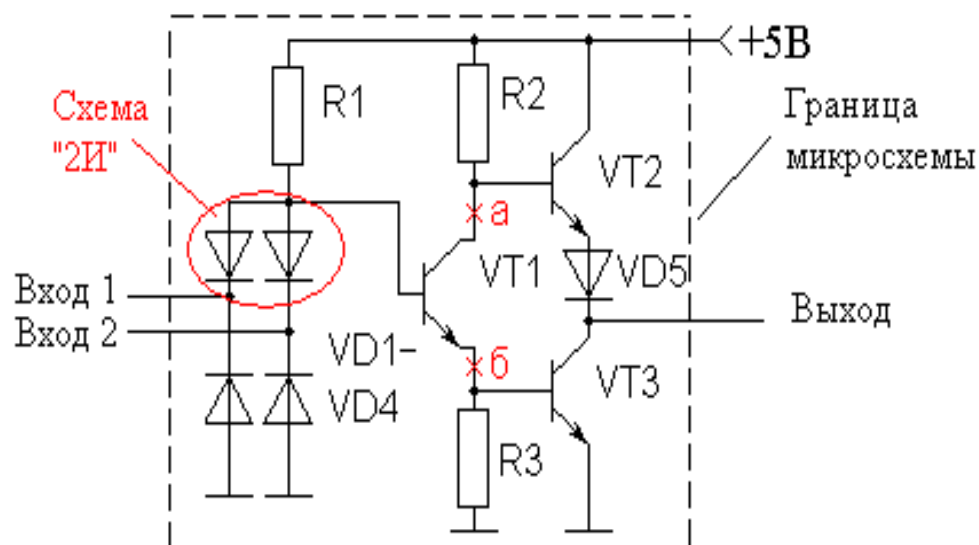 +5В
R1
R2
Схема
"2И"
Граница
микросхемы
VT2
а
VT1
VD5
Вход 1
Вход 2
Выход
VD1-
VD4
б
VT3
R3